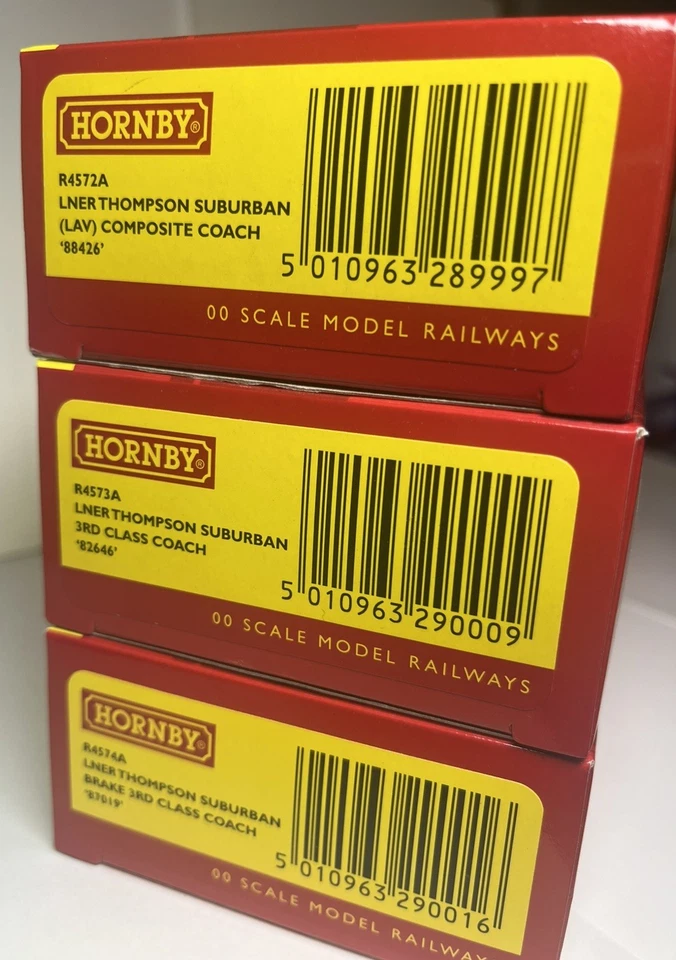 HORNBY®
R4572A
LNER THOMPSON SUBURBAN
(LAV) COMPOSITE COACH
‘88426’
5 010963 289997
00 SCALE MODEL RAILWAYS
HORNBY®
R4573A
LNER THOMPSON SUBURBAN
3RD CLASS COACH
‘82646’
5 010963 290009
00 SCALE MODEL RAILWAYS
HORNBY®
R4574A
LNER THOMPSON SUBURBAN
BRAKE 3RD CLASS COACH
‘87019’
5 010963 290016
00 SCALE MODEL RAILWAYS